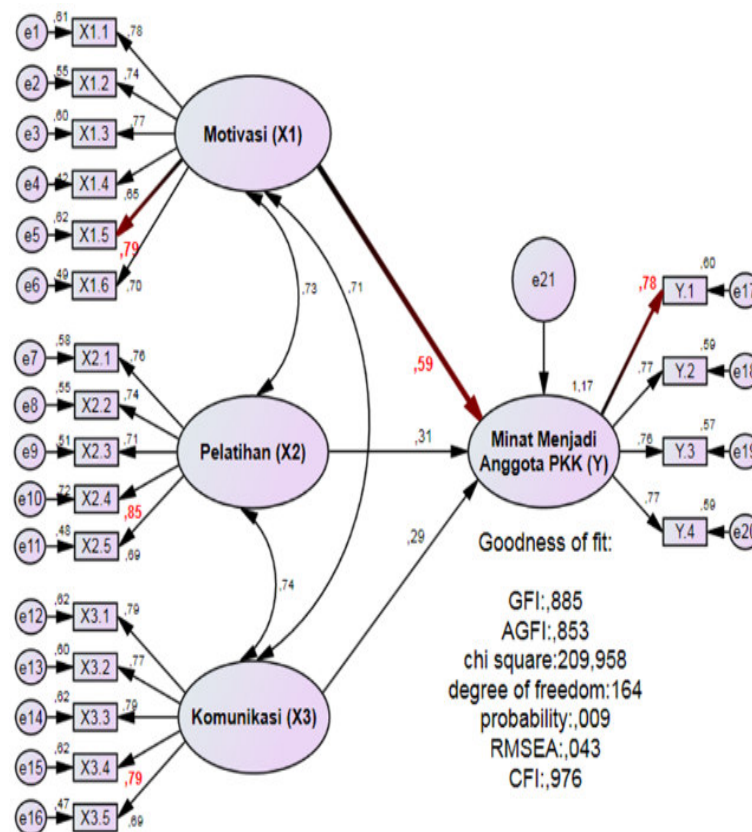 e1 ,61 X1.1 ,78
e2 ,55 X1.2 ,74
e3 ,60 X1.3 ,77
e4 ,42 X1.4 ,65
e5 ,62 X1.5 ,79
e6 ,49 X1.6 ,70
Motivasi (X1)
,73
,71
,59
e7 ,58 X2.1 ,76
e8 ,55 X2.2 ,74
e9 ,51 X2.3 ,71
e10 ,72 X2.4 ,85
e11 ,48 X2.5 ,69
Pelatihan (X2)
,31
,74
e12 ,62 X3.1 ,79
e13 ,60 X3.2 ,77
e14 ,62 X3.3 ,79
e15 ,62 X3.4 ,79
e16 ,47 X3.5 ,69
Komunikasi (X3)
,29
e21
1,17
Minat Menjadi
Anggota PKK (Y)
,78 Y.1 ,60 e17
,77 Y.2 ,59 e18
,76 Y.3 ,57 e19
,77 Y.4 ,59 e20
Goodness of fit:
GFI:,885
AGFI:,853
chi square:209,958
degree of freedom:164
probability:,009
RMSEA:,043
CFI:,976